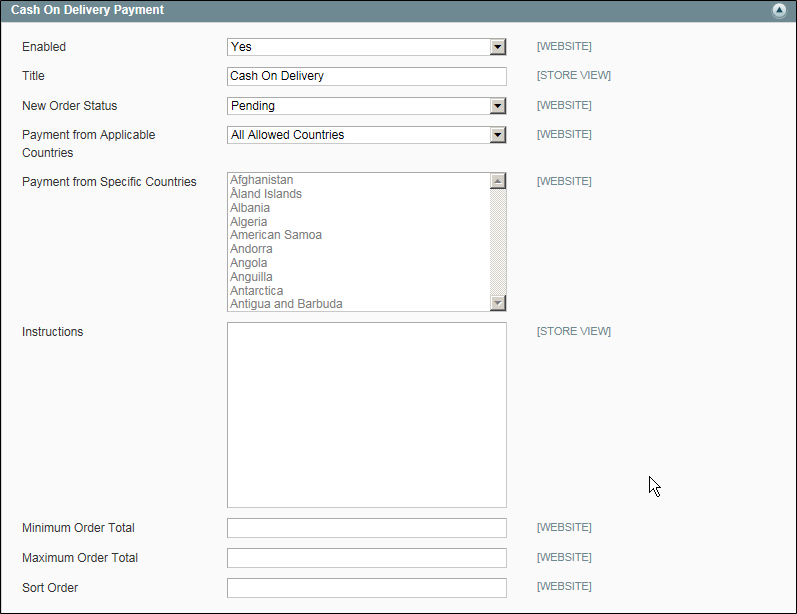 Cash On Delivery Payment
Enabled Yes [WEBSITE]
Title Cash On Delivery [STORE VIEW]
New Order Status Pending [WEBSITE]
Payment from Applicable Countries All Allowed Countries [WEBSITE]
Payment from Specific Countries [WEBSITE]
Afghanistan
Åland Islands
Albania
Algeria
American Samoa
Andorra
Angola
Anguilla
Antarctica
Antigua and Barbuda
Instructions [STORE VIEW]
Minimum Order Total [WEBSITE]
Maximum Order Total [WEBSITE]
Sort Order [WEBSITE]